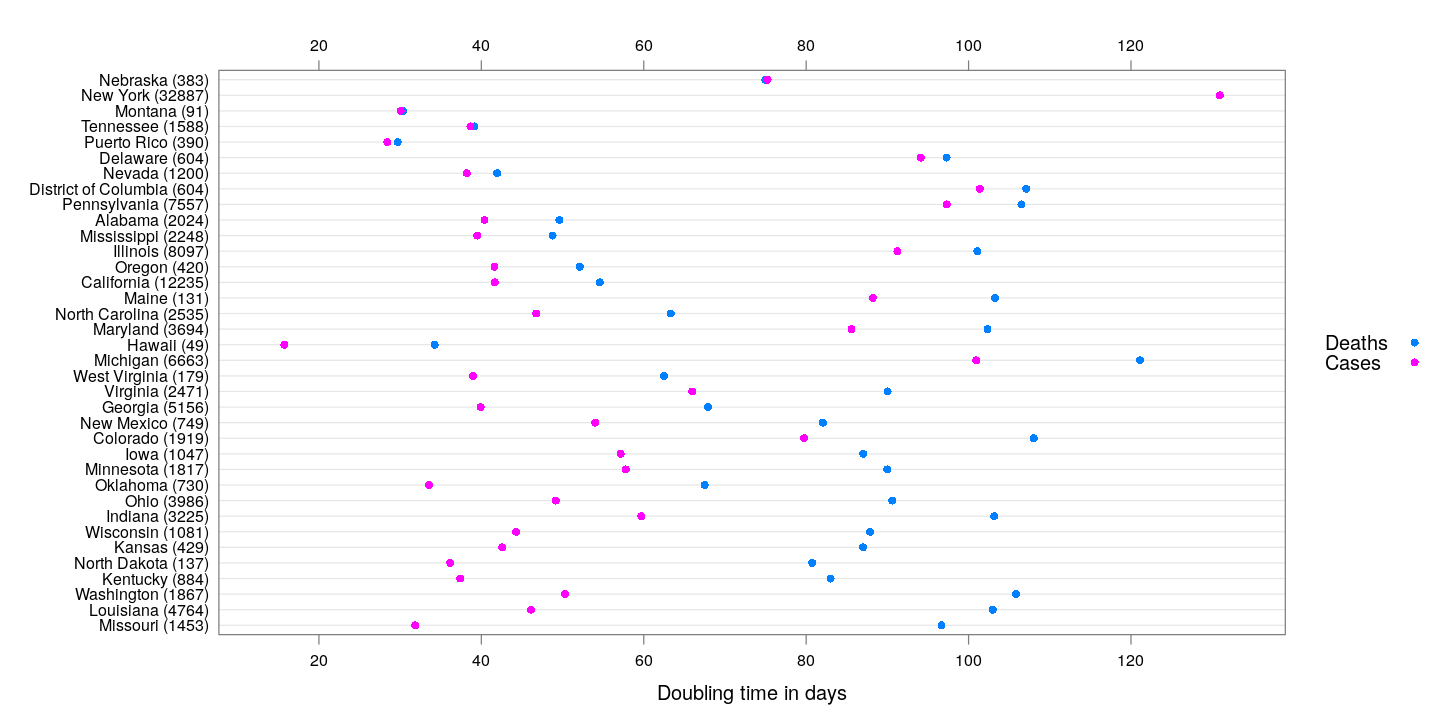 20 40 60 80 100 120
Nebraska (383)
New York (32887)
Montana (91)
Tennessee (1588)
Puerto Rico (390)
Delaware (604)
Nevada (1200)
District of Columbia (604)
Pennsylvania (7557)
Alabama (2024)
Mississippi (2248)
Illinois (8097)
Oregon (420)
California (12235)
Maine (131)
North Carolina (2535)
Maryland (3694)
Hawaii (49)
Michigan (6663)
West Virginia (179)
Virginia (2471)
Georgia (5156)
New Mexico (749)
Colorado (1919)
Iowa (1047)
Minnesota (1817)
Oklahoma (730)
Ohio (3986)
Indiana (3225)
Wisconsin (1081)
Kansas (429)
North Dakota (137)
Kentucky (884)
Washington (1867)
Louisiana (4764)
Missouri (1453)
20 40 60 80 100 120
Doubling time in days
Deaths
Cases